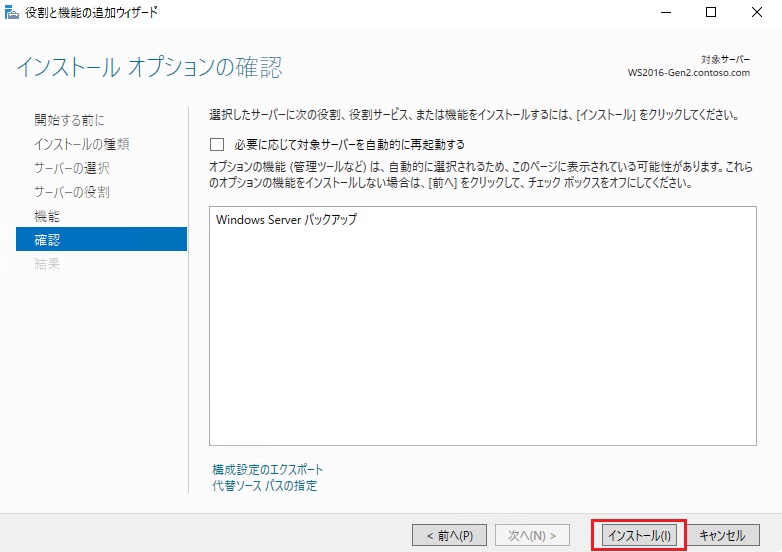 役割と機能の追加ウィザード
インストール オプションの確認
対象サーバー
WS2016-Gen2.contoso.com
開始する前に
インストールの種類
サーバーの選択
サーバーの役割
機能
確認
結果
選択したサーバーに次の役割、役割サービス、または機能をインストールするには、[インストール] をクリックしてください。
必要に応じて対象サーバーを自動的に再起動する
オプションの機能 (管理ツールなど) は、自動的に選択されるため、このページに表示されている可能性があります。これら
のオプションの機能をインストールしない場合は、[前へ] をクリックして、チェック ボックスをオフにしてください。
Windows Server バックアップ
構成設定のエクスポート
代替ソース パスの指定
< 前へ(P)
次へ(N) >
インストール(I)
キャンセル